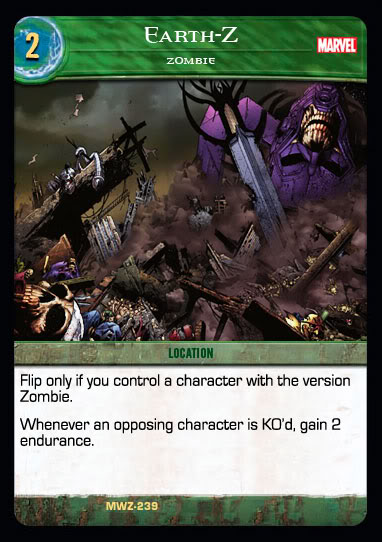 2
EARTH-Z
MARVEL
ZOMBIE
LOCATION
Flip only if you control a character with the version
Zombie.
Whenever an opposing character is KO'd, gain 2
endurance.
MWZ-239